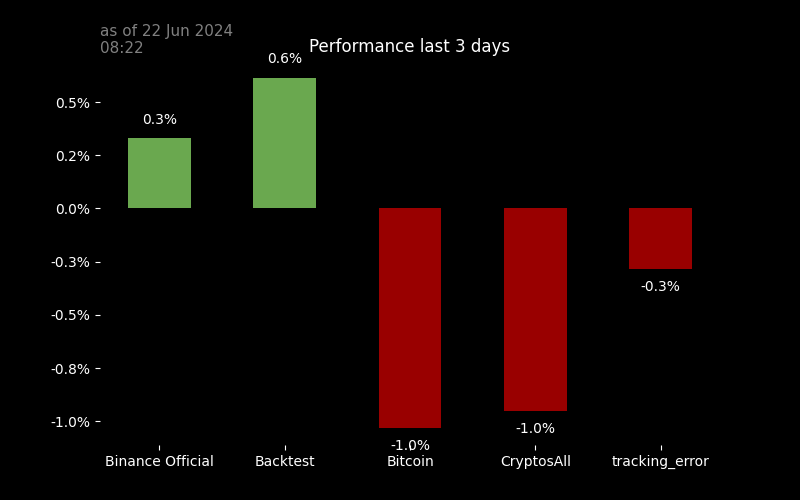 as of 22 Jun 2024
08:22
Performance last 3 days
0.6%
0.5%
0.3%
0.2%
0.0%
-0.3%
-0.3%
-0.5%
-0.8%
-1.0%
-1.0%
-1.0%
Binance Official
Backtest
Bitcoin
CryptosAll
tracking_error